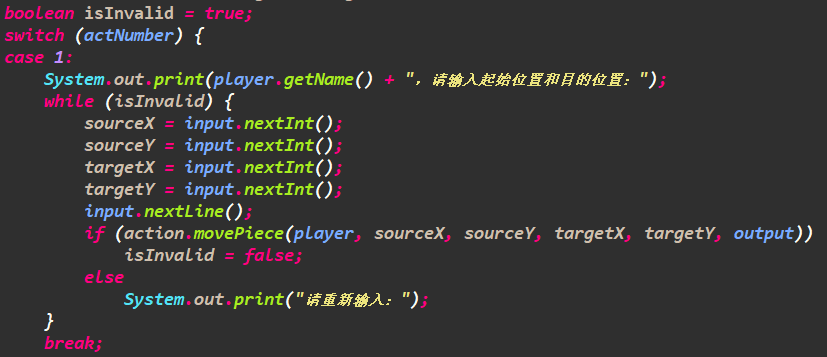 boolean isInvalid = true;
switch (actNumber) {
case 1:
    System.out.print(player.getName() + ", 请输入起始位置和目的位置: ");
    while (isInvalid) {
        sourceX = input.nextInt();
        sourceY = input.nextInt();
        targetX = input.nextInt();
        targetY = input.nextInt();
        input.nextLine();
        if (action.movePiece(player, sourceX, sourceY, targetX, targetY, output))
            isInvalid = false;
        else
            System.out.print("请重新输入: ");
    }
    break;